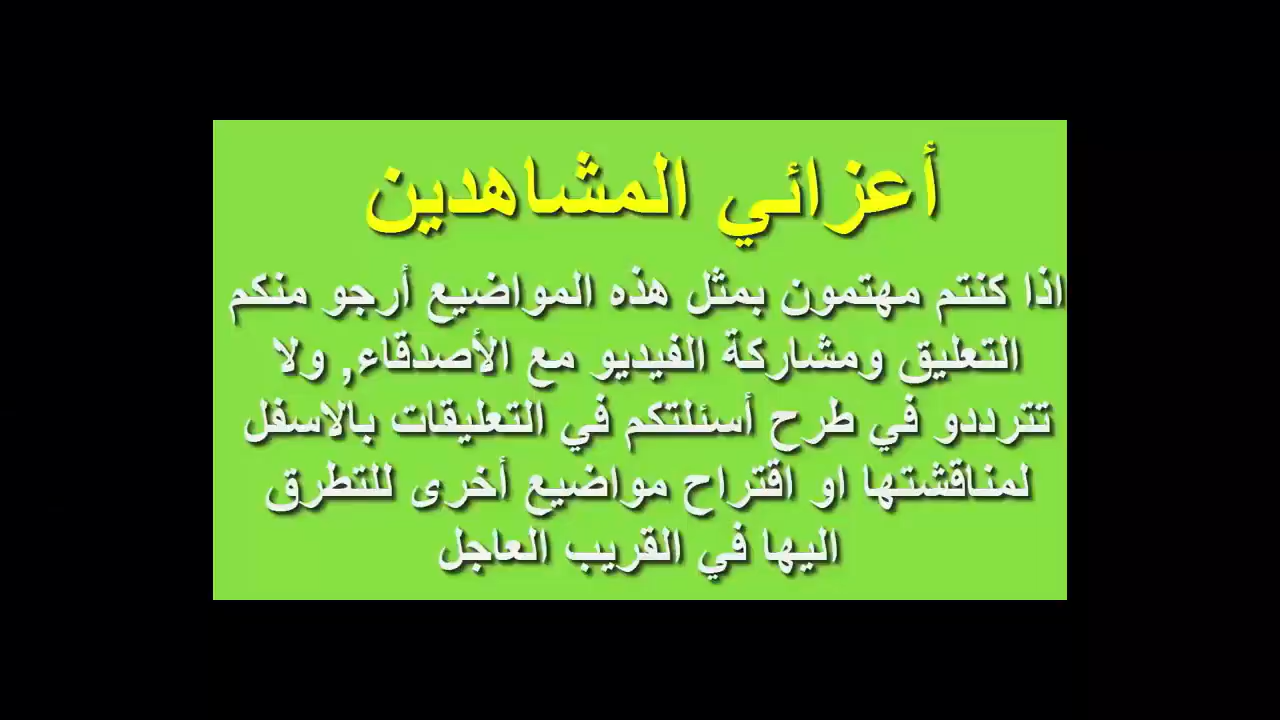 أعزائي المشاهدين
اذا كنتم مهتمون بمثل هذه المواضيع أرجو منكم
التعليق ومشاركة الفيديو مع الأصدقاء, ولا
تترددو في طرح أسئلتكم في التعليقات بالاسفل
لمناقشتها او اقتراح مواضيع أخرى للتطرق
اليها في القريب العاجل